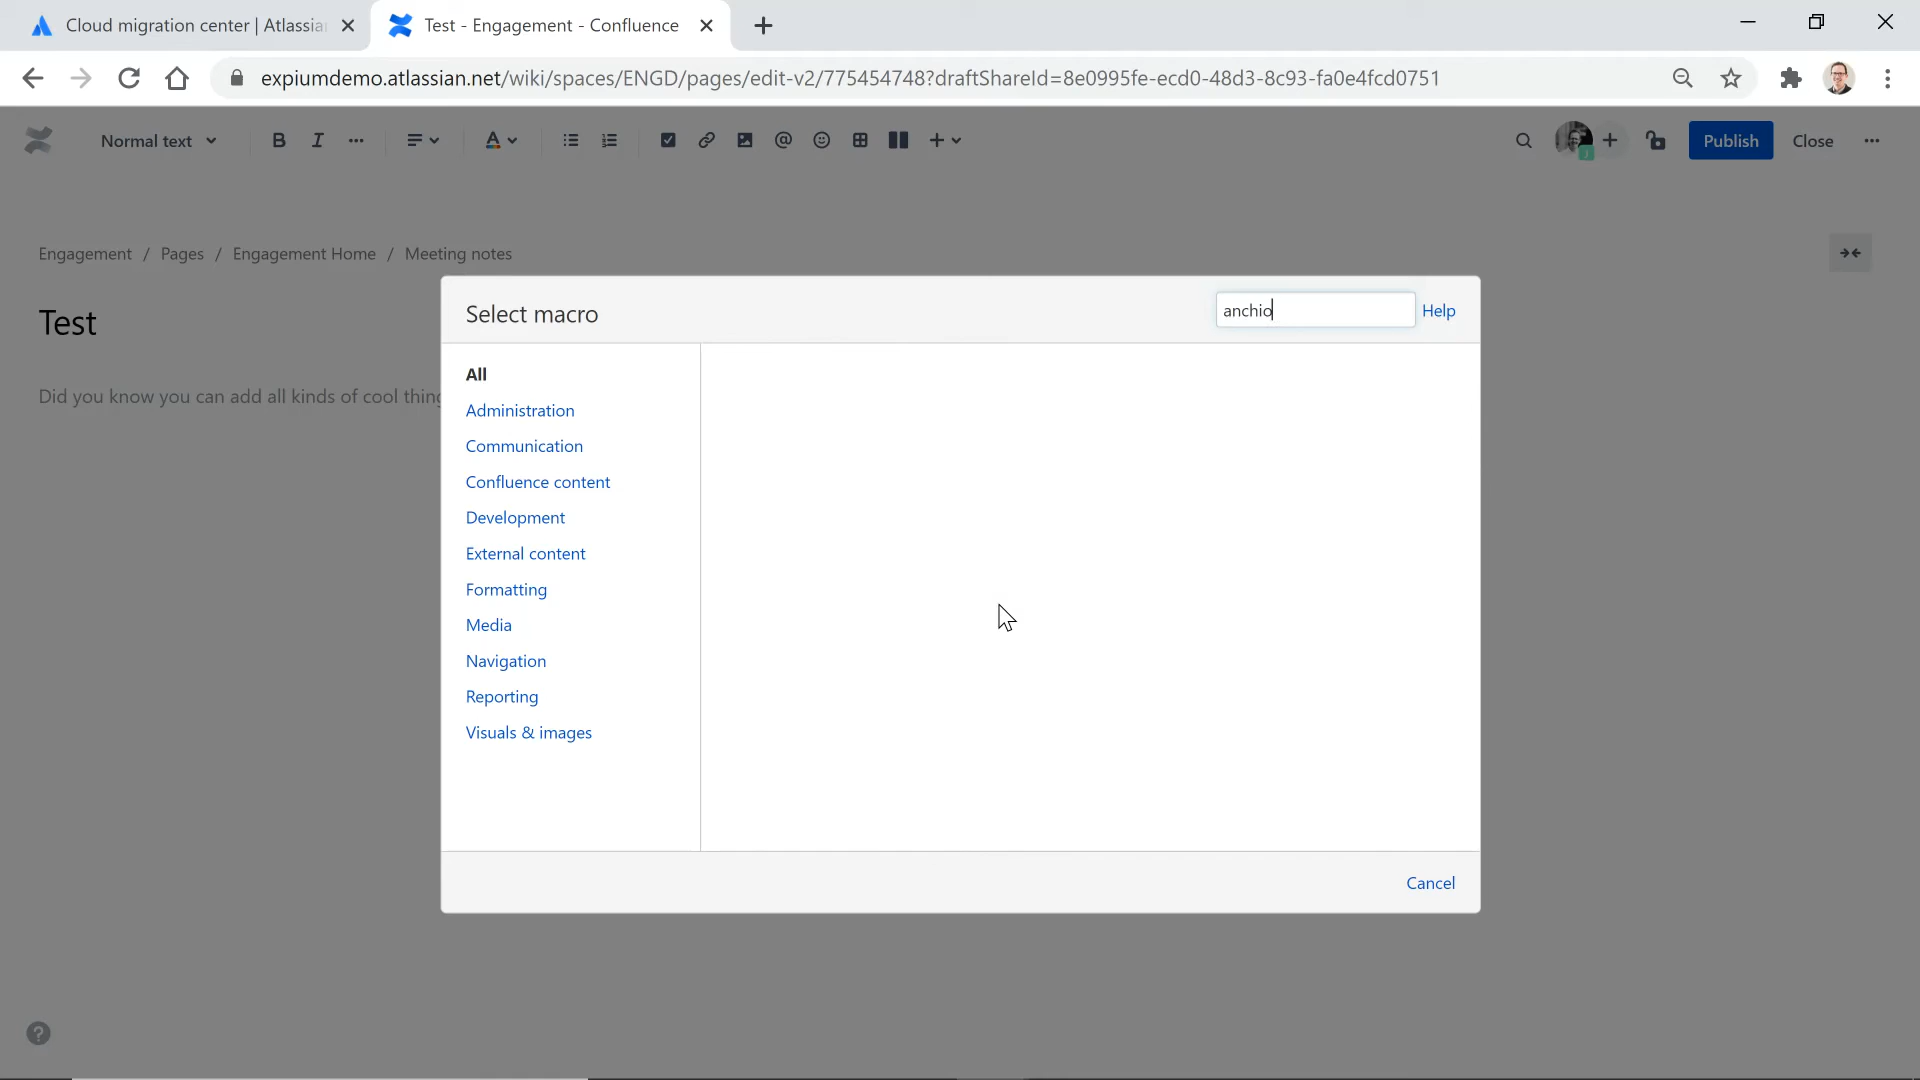 Cloud migration center | Atlassia
Test - Engagement - Confluence
expiumdemo.atlassian.net/wiki/spaces/ENGD/pages/edit-v2/775454748?draftShareId=8e0995fe-ecd0-48d3-8c93-fa0e4fcd0751
Normal text
Publish
Close
Engagement / Pages / Engagement Home / Meeting notes
Test
Did you know you can add all kinds of cool thing
Select macro
anchio
Help
All
Administration
Communication
Confluence content
Development
External content
Formatting
Media
Navigation
Reporting
Visuals & images
Cancel